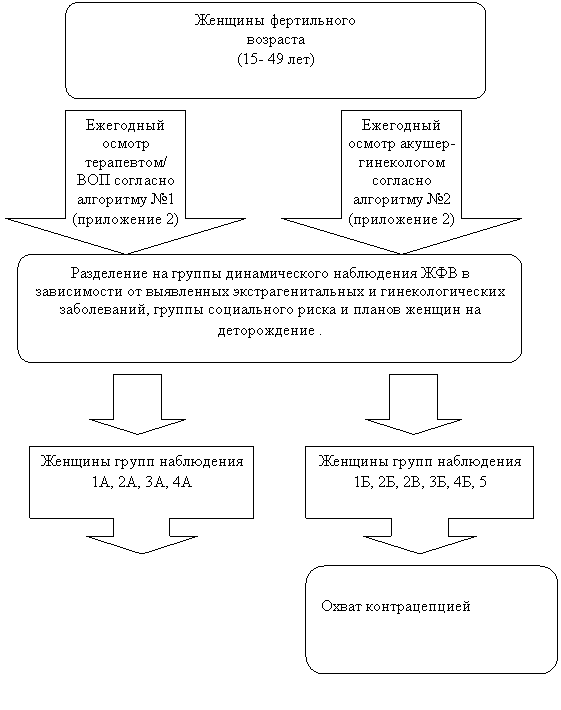 Женщины фертильного
возраста
(15- 49 лет)
Ежегодный
осмотр
терапевтом/
ВОП согласно
алгоритму №1
(приложение 2)
Ежегодный
осмотр акушер-
гинекологом
согласно
алгоритму №2
(приложение 2)
Разделение на группы динамического наблюдения ЖФВ в
зависимости от выявленных экстрагенитальных и гинекологических
заболеваний, группы социального риска и планов женщин на
деторождение .
Женщины групп наблюдения
1А, 2А, 3А, 4А
Женщины групп наблюдения
1Б, 2Б, 2В, 3Б, 4Б, 5
Охват контрацепцией